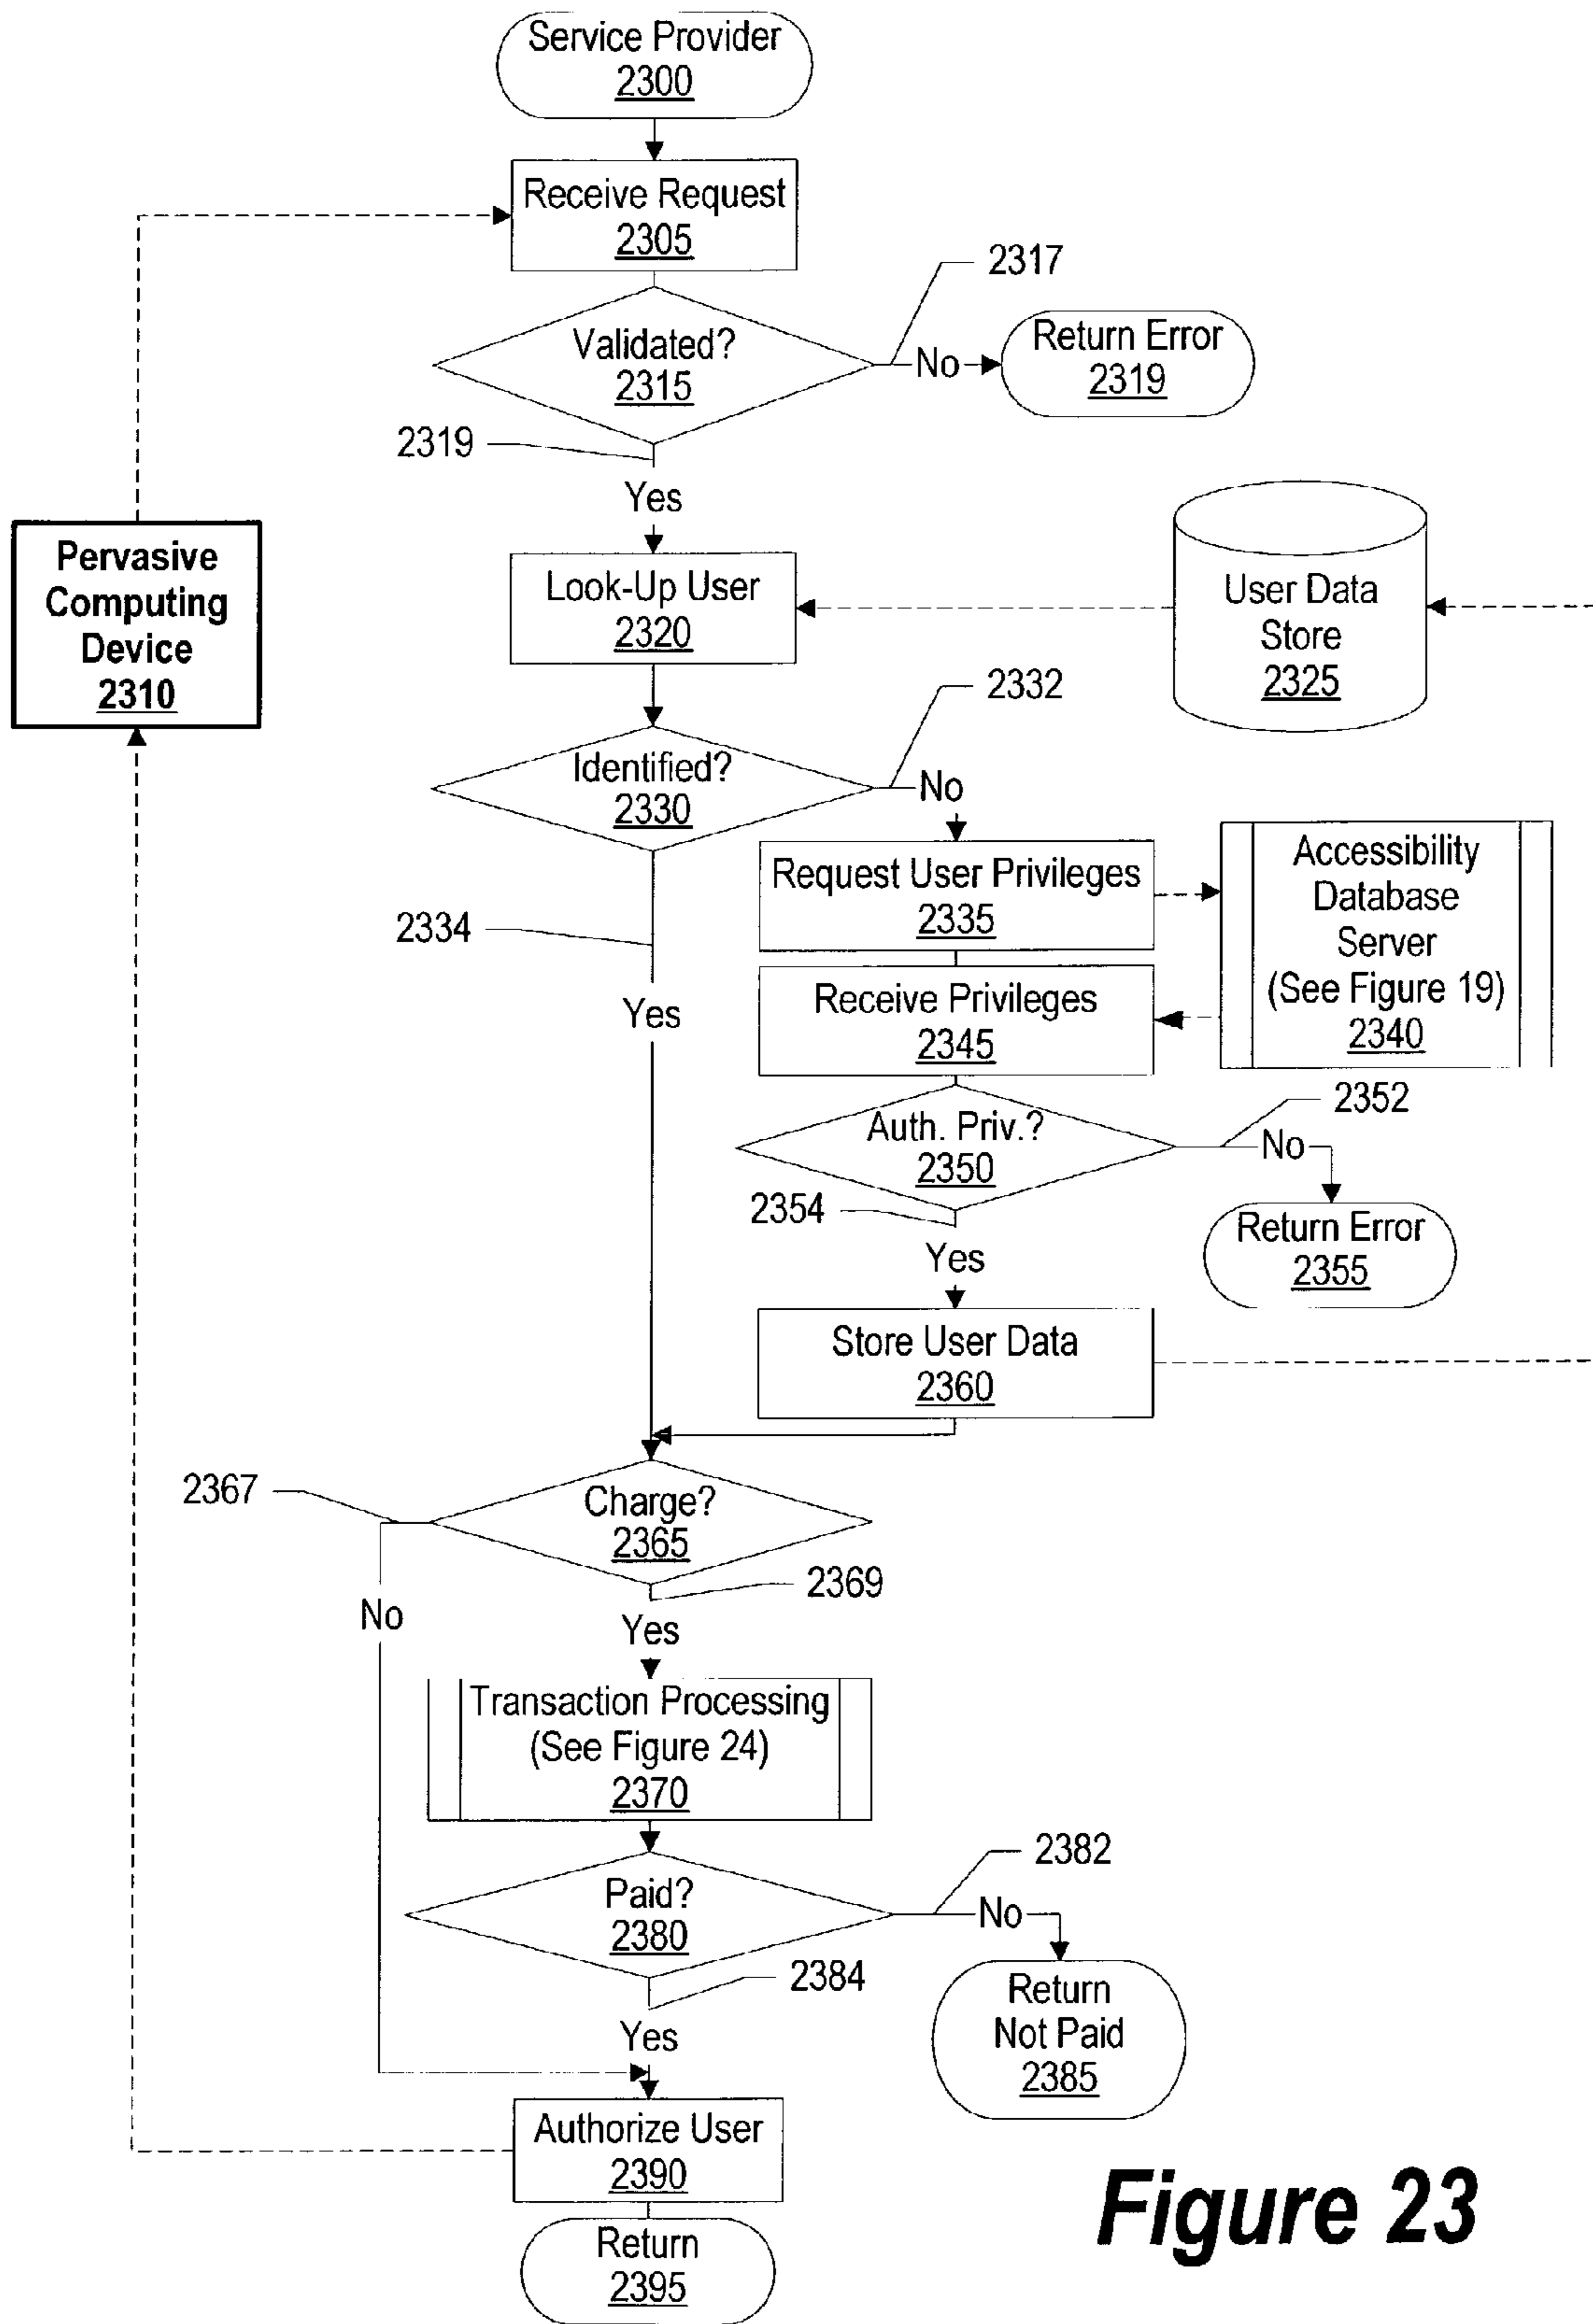 Service Provider
2300
Receive Request
2305
2317
Validated?
2315
No
Return Error
2319
2319
Yes
Pervasive
Computing
Device
2310
Look-Up User
2320
User Data
Store
2325
2332
Identified?
2330
No
Request User Privileges
2335
Accessibility
Database
Server
(See Figure 19)
2340
2334
Yes
Receive Privileges
2345
2352
Auth. Priv.?
2350
No
2354
Return Error
2355
Yes
Store User Data
2360
2367
Charge?
2365
2369
No
Yes
Transaction Processing
(See Figure 24)
2370
2382
Paid?
2380
No
2384
Return
Not Paid
2385
Yes
Authorize User
2390
Return
2395
Figure 23